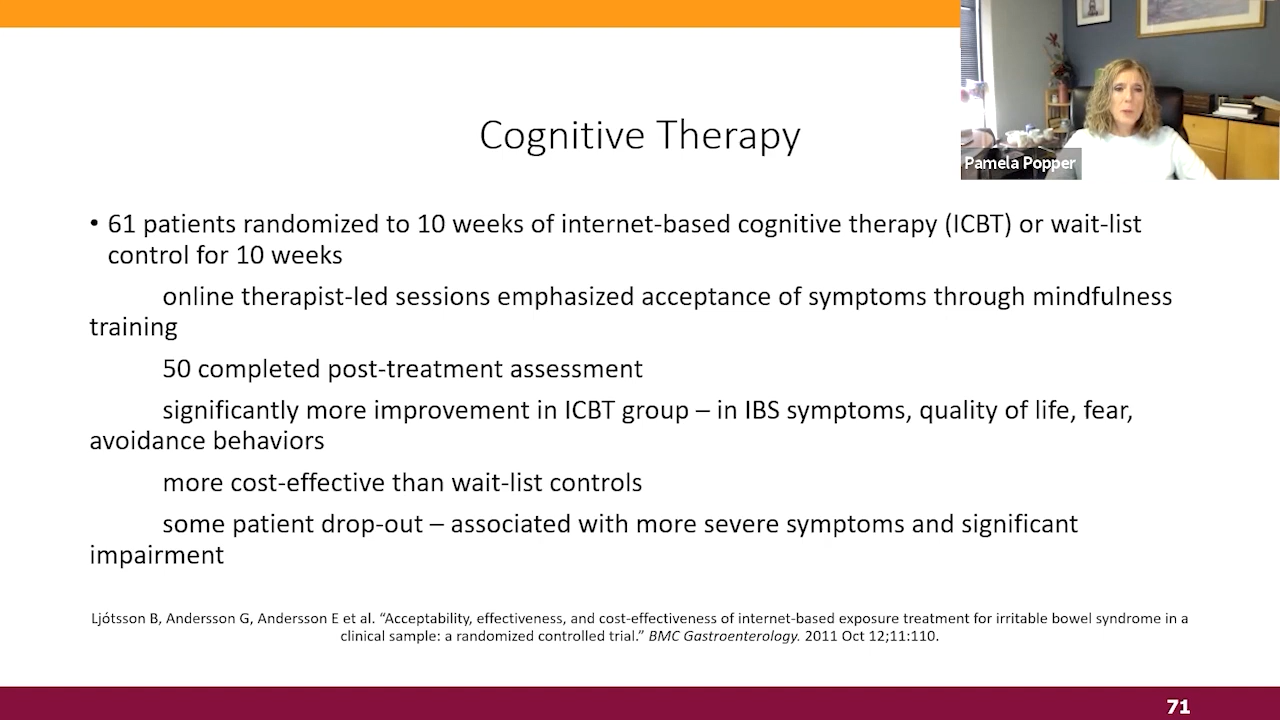 Cognitive Therapy
Pamela Popper
• 61 patients randomized to 10 weeks of internet-based cognitive therapy (ICBT) or wait-list
control for 10 weeks
online therapist-led sessions emphasized acceptance of symptoms through mindfulness
training
50 completed post-treatment assessment
significantly more improvement in ICBT group – in IBS symptoms, quality of life, fear,
avoidance behaviors
more cost-effective than wait-list controls
some patient drop-out – associated with more severe symptoms and significant
impairment
Ljótsson B, Andersson G, Andersson E et al. “Acceptability, effectiveness, and cost-effectiveness of internet-based exposure treatment for irritable bowel syndrome in a
clinical sample: a randomized controlled trial.” BMC Gastroenterology. 2011 Oct 12;11:110.
71